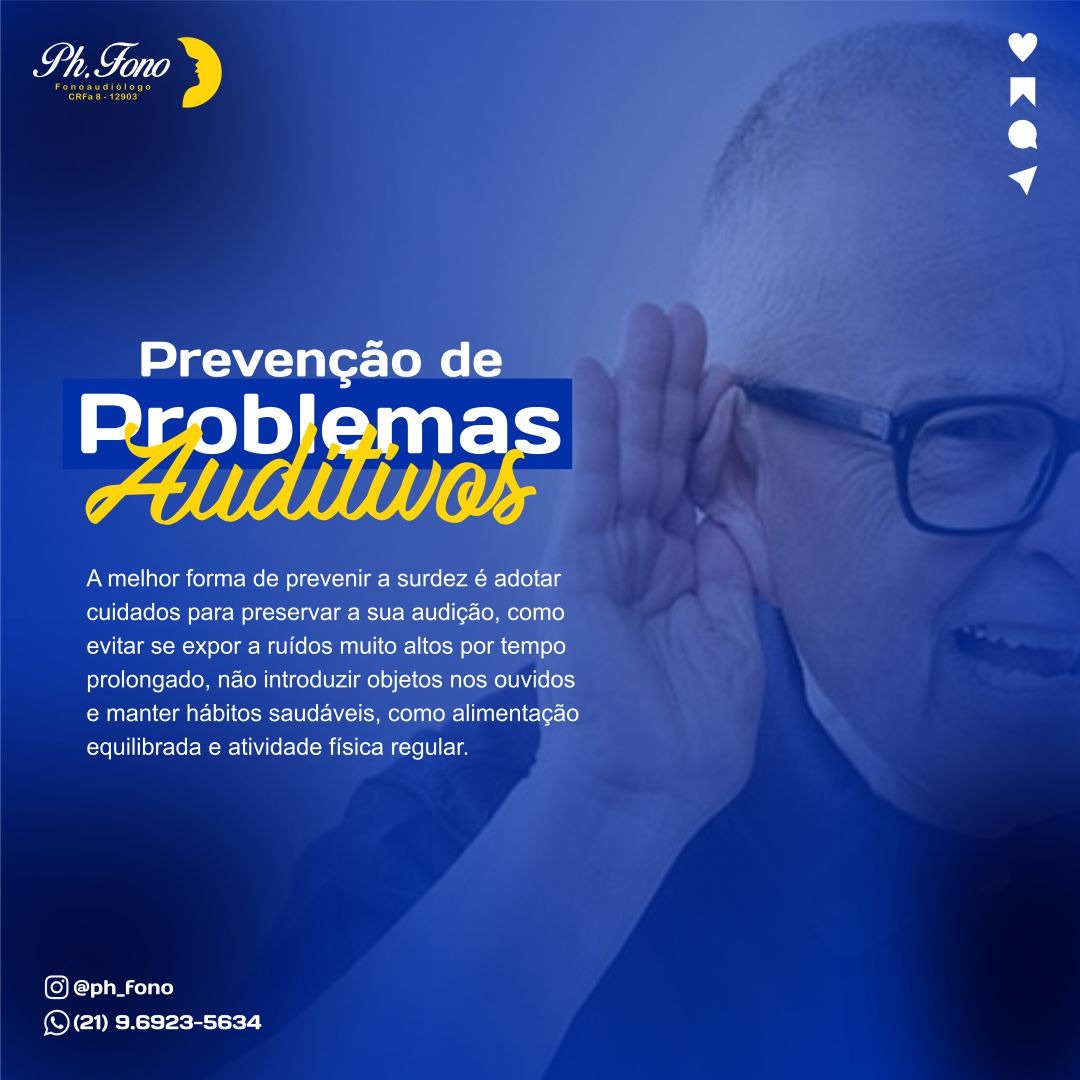 Ph.Fono
Fonoaudiólogo
CRFa 8 - 12903
Prevenção de
Problemas
Auditivos
A melhor forma de prevenir a surdez é adotar
cuidados para preservar a sua audição, como
evitar se expor a ruídos muito altos por tempo
prolongado, não introduzir objetos nos ouvidos
e manter hábitos saudáveis, como alimentação
equilibrada e atividade física regular.
@ph_fono
(21) 9.6923-5634